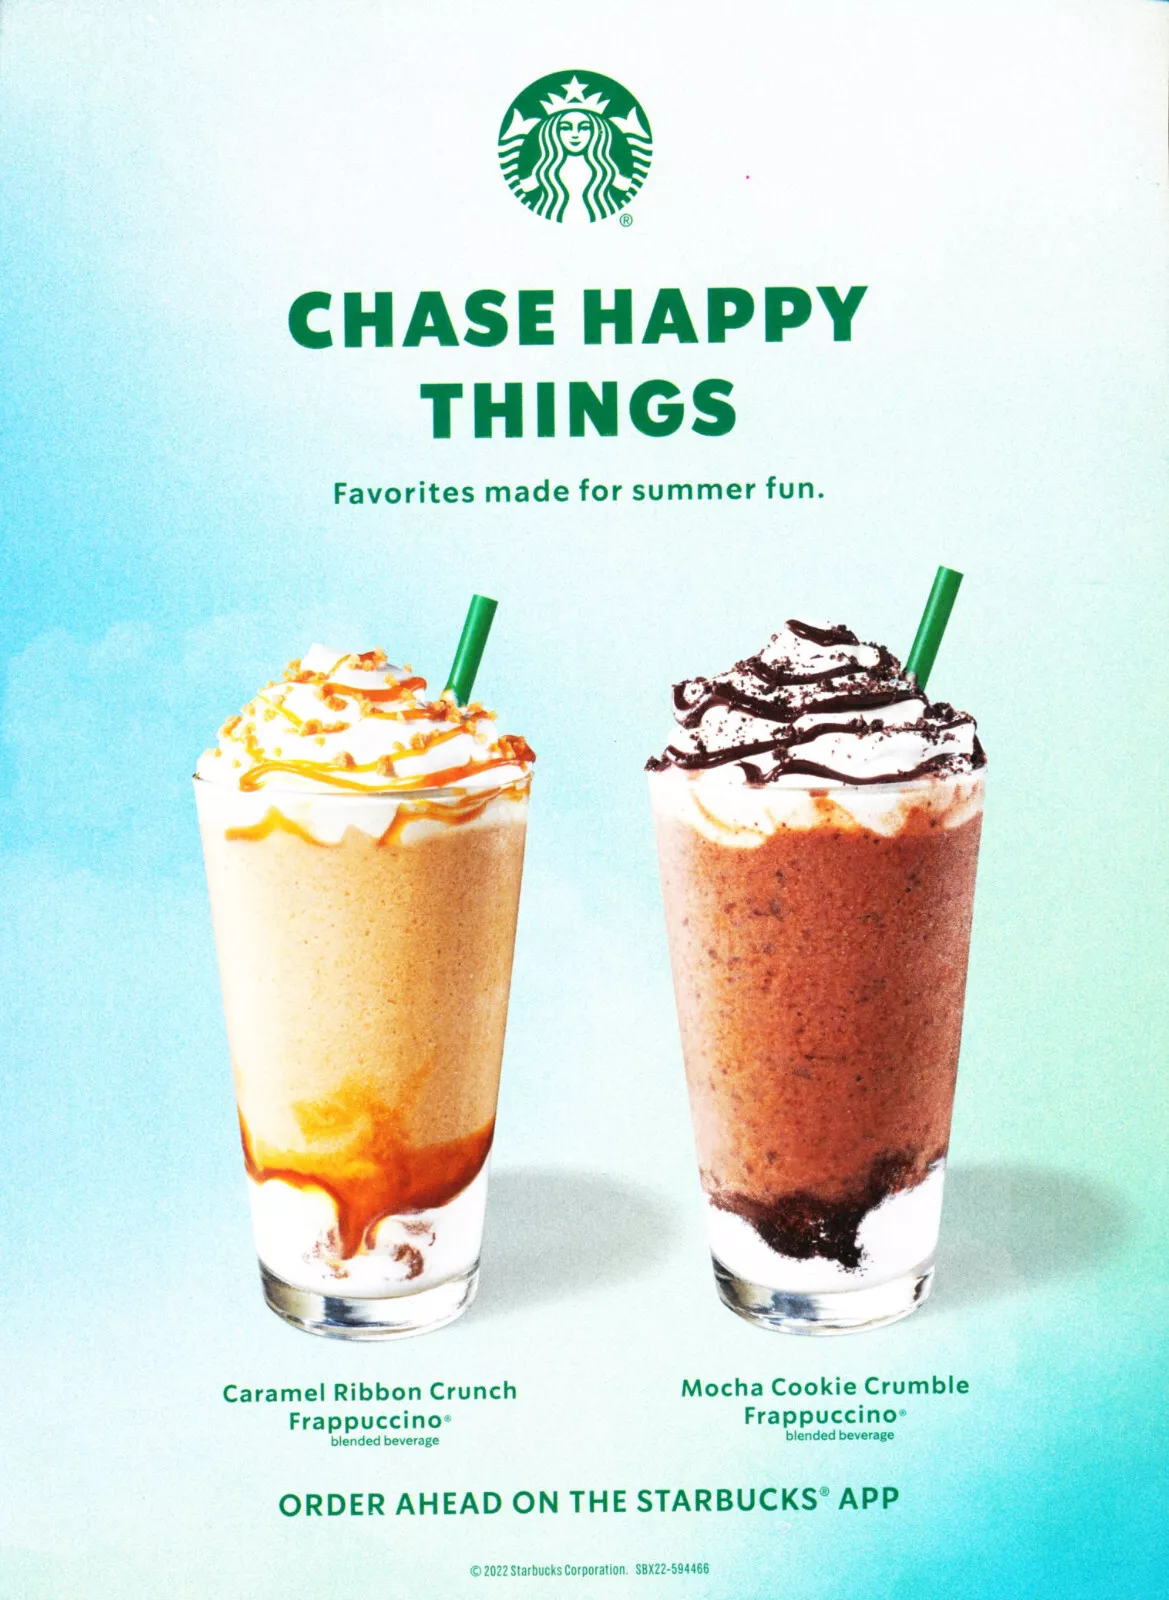 ®
CHASE HAPPY
THINGS
Favorites made for summer fun.
Caramel Ribbon Crunch
Frappuccino®
blended beverage
Mocha Cookie Crumble
Frappuccino®
blended beverage
ORDER AHEAD ON THE STARBUCKS® APP
© 2022 Starbucks Corporation. SBX22-594466